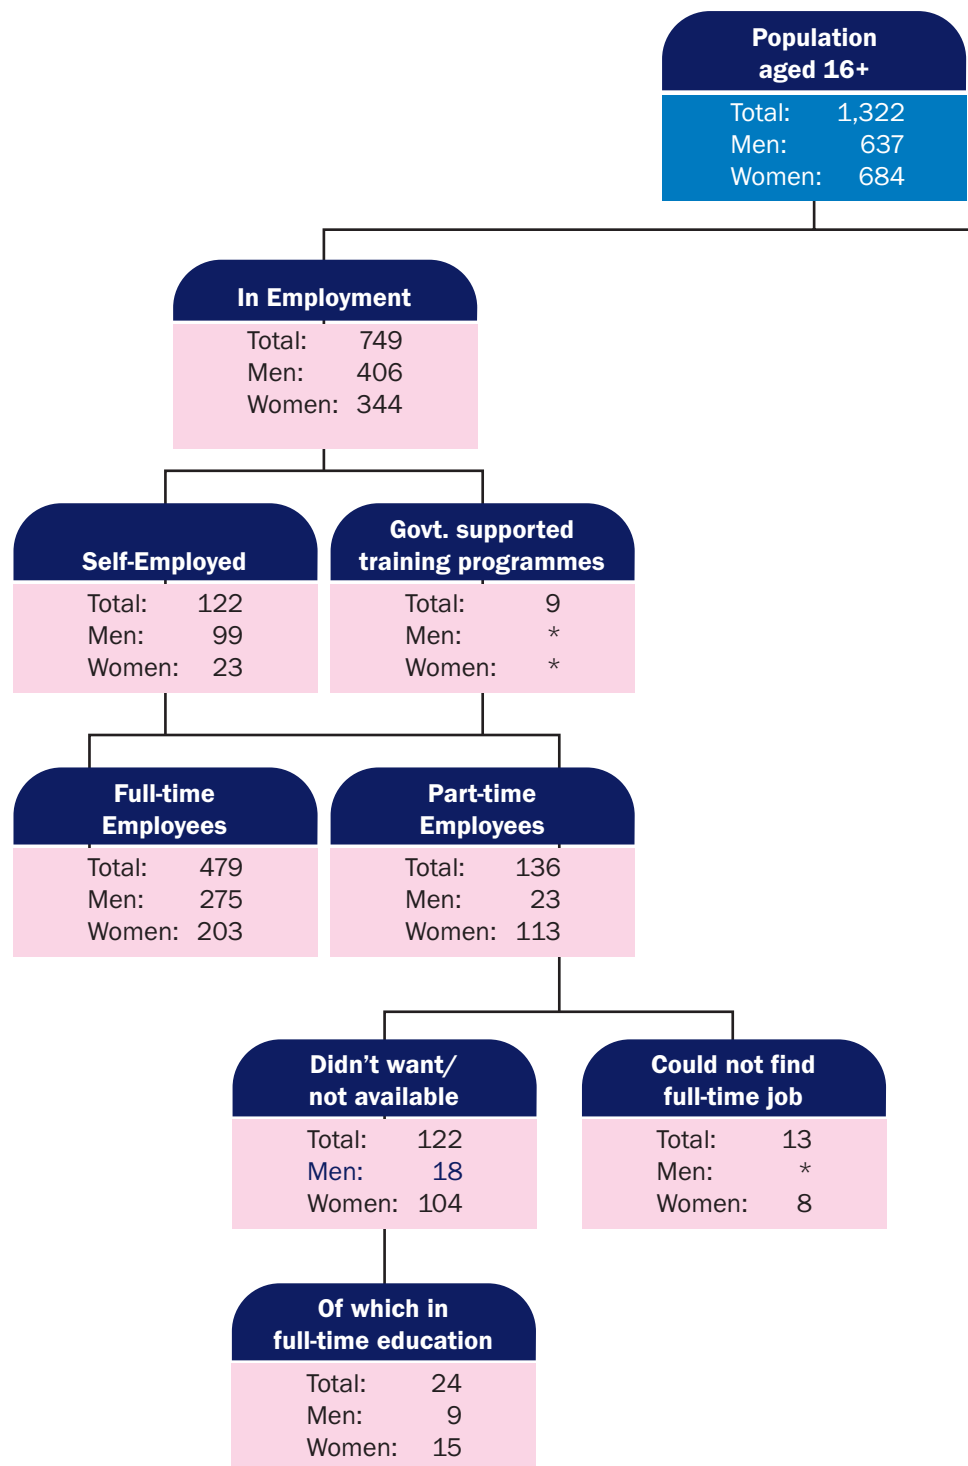 Population
aged 16+
Total: 1,322
Men: 637
Women: 684
In Employment
Total: 749
Men: 406
Women: 344
Self-Employed
Total: 122
Men: 99
Women: 23
Govt. supported
training programmes
Total: 9
Men: *
Women: *
Full-time
Employees
Total: 479
Men: 275
Women: 203
Part-time
Employees
Total: 136
Men: 23
Women: 113
Didn't want/
not available
Total: 122
Men: 18
Women: 104
Could not find
full-time job
Total: 13
Men: *
Women: 8
Of which in
full-time education
Total: 24
Men: 9
Women: 15